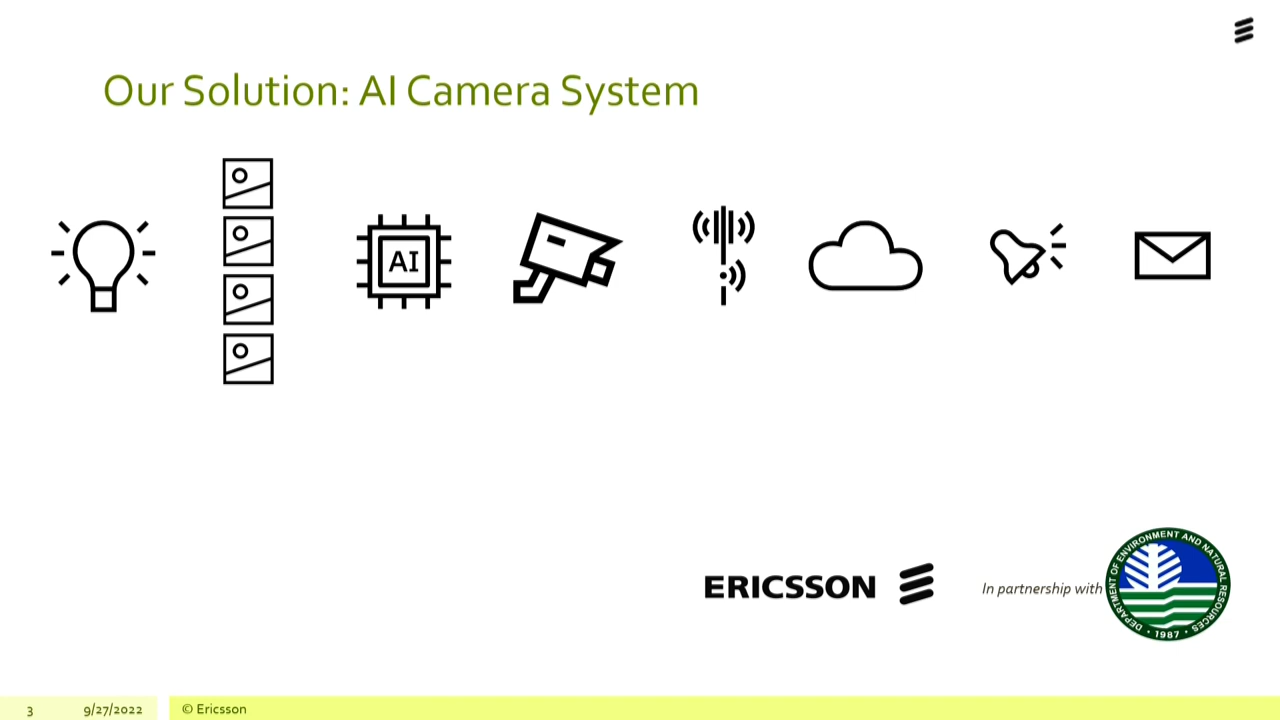 Our Solution: AI Camera System
AI
ERICSSON
In partnership with
DEPARTMENT OF ENVIRONMENT AND NATURAL RESOURCES
• 1987 •
3
9/27/2022
© Ericsson